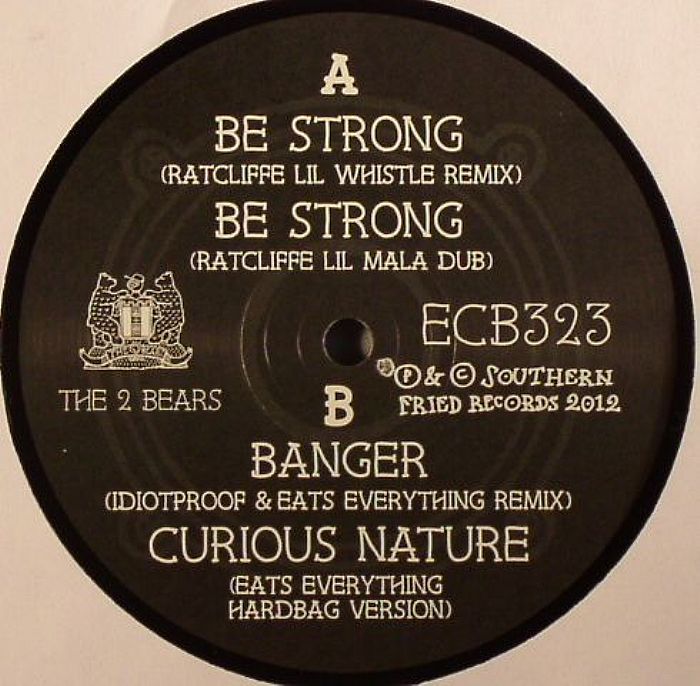 A
BE STRONG
(RATCLIFFE LIL WHISTLE REMIX)
BE STRONG
(RATCLIFFE LIL MALA DUB)
ECB323
THE 2 BEARS
Ⓟ & © SOUTHERN
FRIED RECORDS 2012
B
BANGER
(IDIOTPROOF & EATS EVERYTHING REMIX)
CURIOUS NATURE
(EATS EVERYTHING
HARDBAG VERSION)